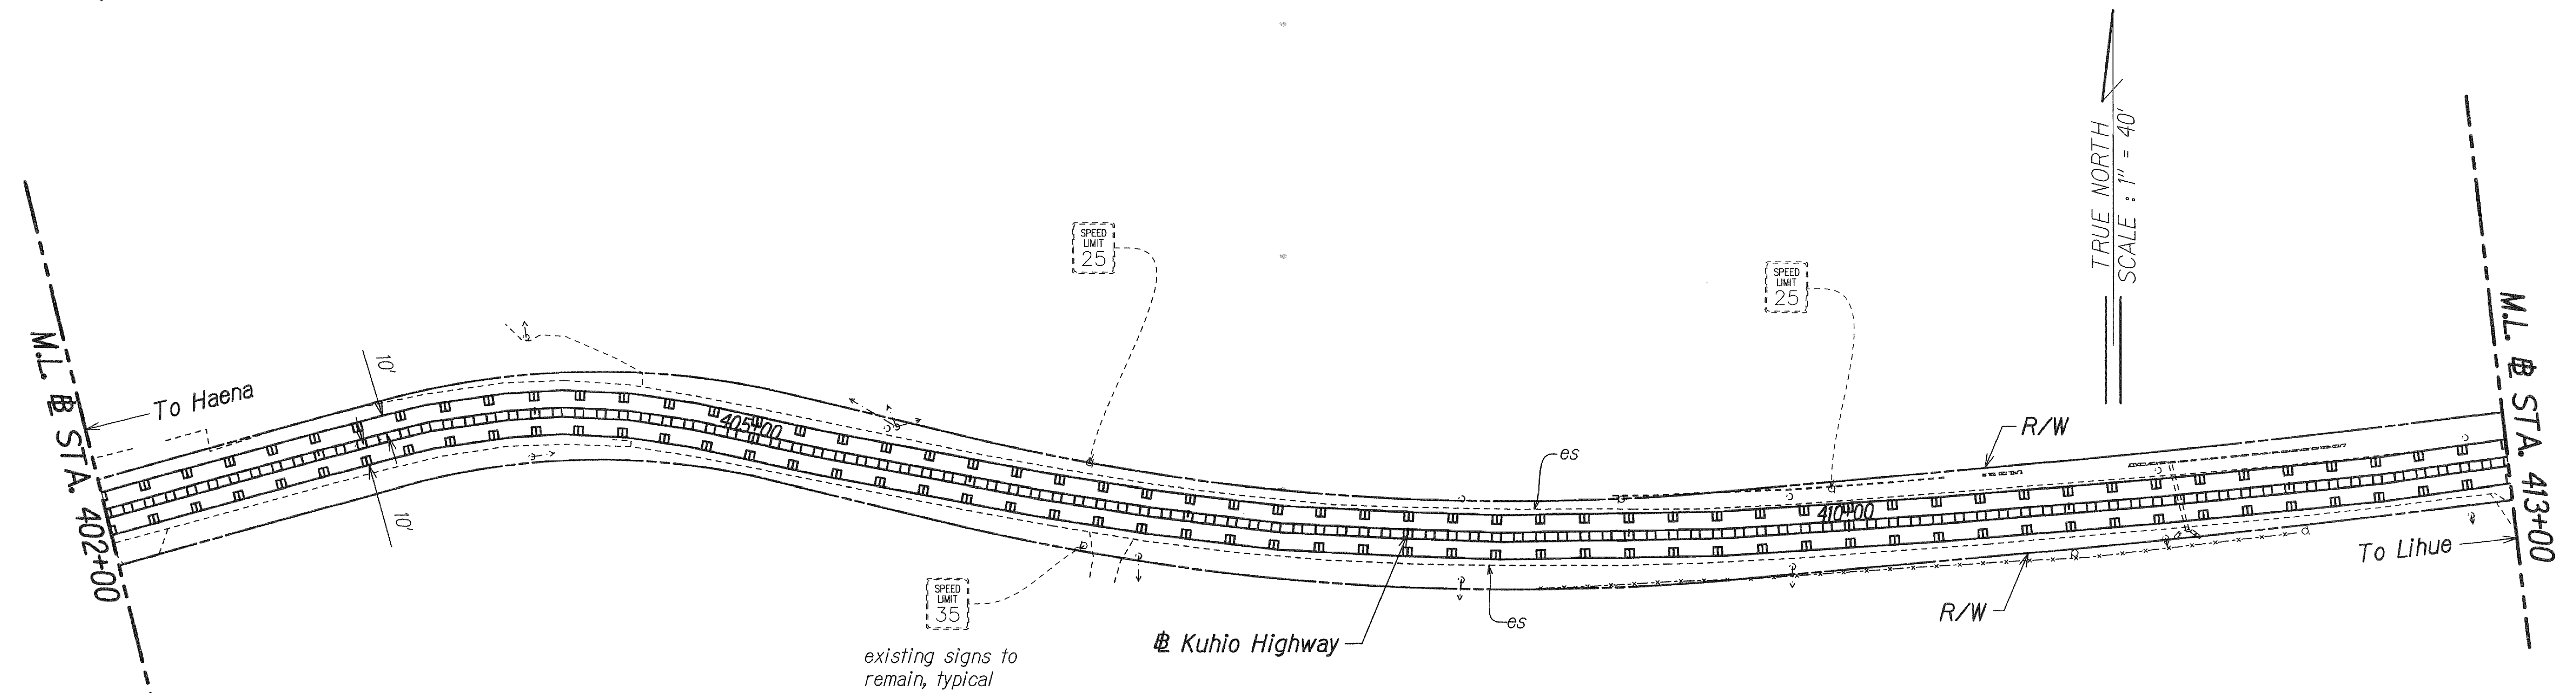 TRUE NORTH
SCALE : 1" = 40'
SPEED
LIMIT
25
SPEED
LIMIT
25
M.L. ℄ STA. 402+00
To Haena
10'
10'
405+00
es
410+00
R/W
M.L. ℄ STA. 413+00
To Lihue
R/W
es
SPEED
LIMIT
35
℄ Kuhio Highway
existing signs to
remain, typical